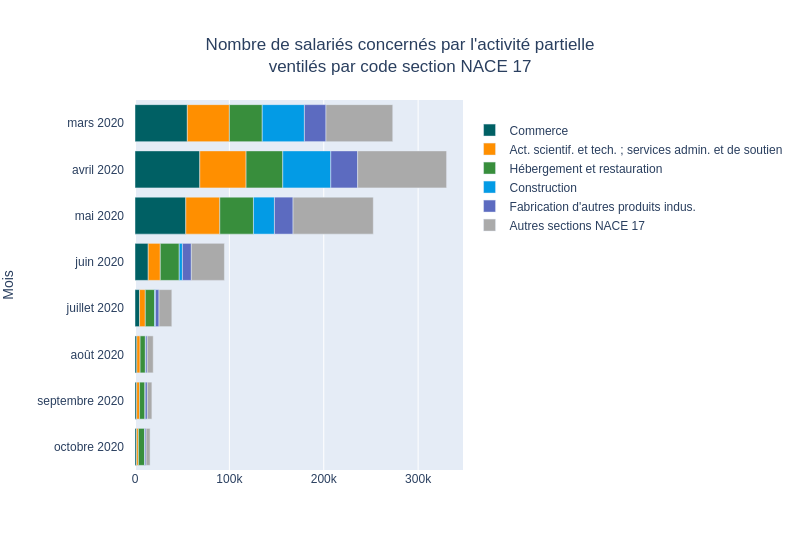 Nombre de salariés concernés par l'activité partielle
ventilés par code section NACE 17
mars 2020
avril 2020
mai 2020
juin 2020
juillet 2020
août 2020
septembre 2020
octobre 2020
Mois
0
100k
200k
300k
Commerce
Act. scientif. et tech. ; services admin. et de soutien
Hébergement et restauration
Construction
Fabrication d'autres produits indus.
Autres sections NACE 17